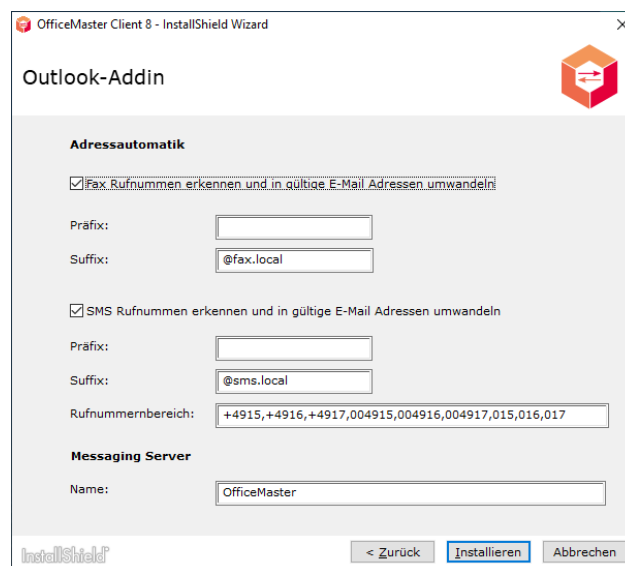 OfficeMaster Client 8 - InstallShield Wizard
Outlook-Addin
Adressautomatik
Fax Rufnummen erkennen und in gültige E-Mail Adressen umwandeln
Präfix:
Suffix: @fax.local
SMS Rufnummen erkennen und in gültige E-Mail Adressen umwandeln
Präfix:
Suffix: @sms.local
Rufnummernbereich: +4915,+4916,+4917,004915,004916,004917,015,016,017
Messaging Server
Name: OfficeMaster
InstallShield < Zurück Installieren Abbrechen